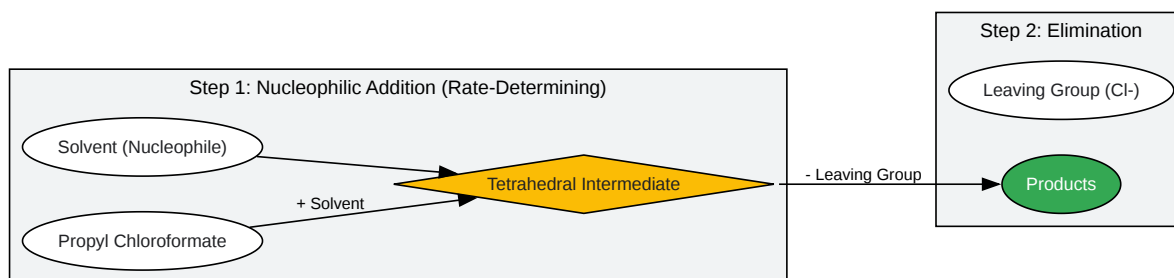 Step 2: Elimination
Leaving Group (Cl-)
Step 1: Nucleophilic Addition (Rate-Determining)
Solvent (Nucleophile)
Tetrahedral Intermediate
- Leaving Group
Products
+ Solvent
Propyl Chloroformate